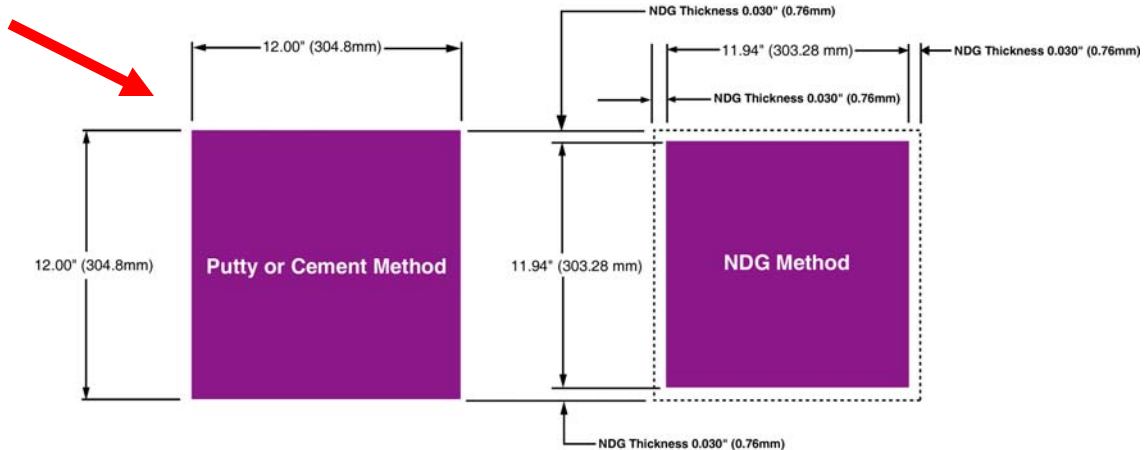 NDG Thickness 0.030" (0.76mm)
12.00" (304.8mm)
11.94" (303.28 mm)
NDG Thickness 0.030" (0.76mm)
NDG Thickness 0.030" (0.76mm)
12.00" (304.8mm)
Putty or Cement Method
11.94" (303.28 mm)
NDG Method
NDG Thickness 0.030" (0.76mm)